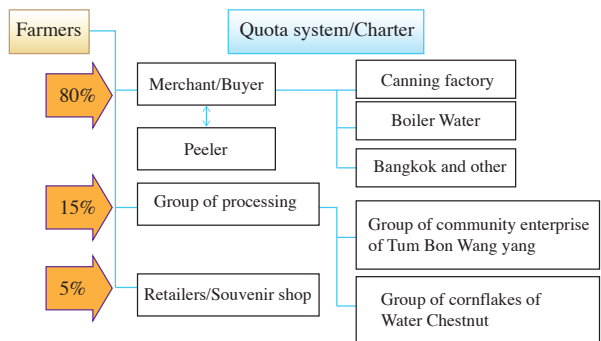 Farmers
Quota system/Charter
80%
Merchant/Buyer
Canning factory
Boiler Water
Peeler
Bangkok and other
15%
Group of processing
Group of community enterprise
of Tum Bon Wang yang
5%
Retailers/Souvenir shop
Group of cornflakes of
Water Chestnut